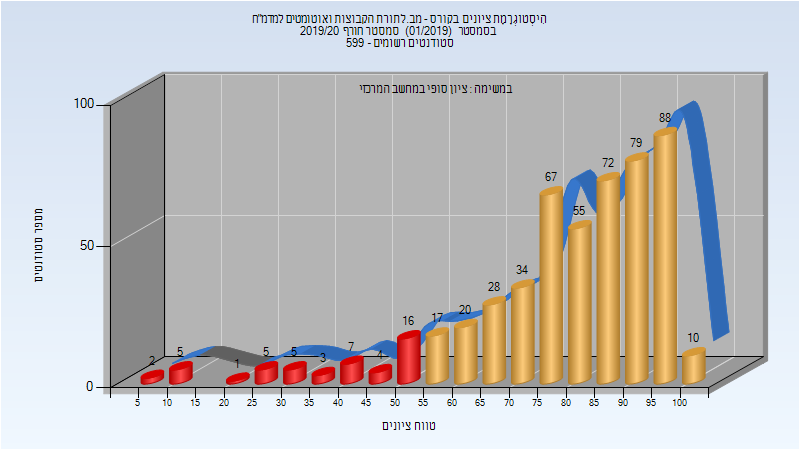 היסטוגרמת ציונים בקורס - מב.לתורת הקבוצות ואוטומטים למדמ"ח
בסמסטר (01/2019) סמסטר חורף 2019/20
סטודנטים רשומים - 599
במשימה : ציון סופי במחשב המרכזי
מספר סטודנטים
100
50
0
2 5 1 5 5 3 7 4 16 17 20 28 34 67 55 72 79 88 10
5 10 15 20 25 30 35 40 45 50 55 60 65 70 75 80 85 90 95 100
טווח ציונים